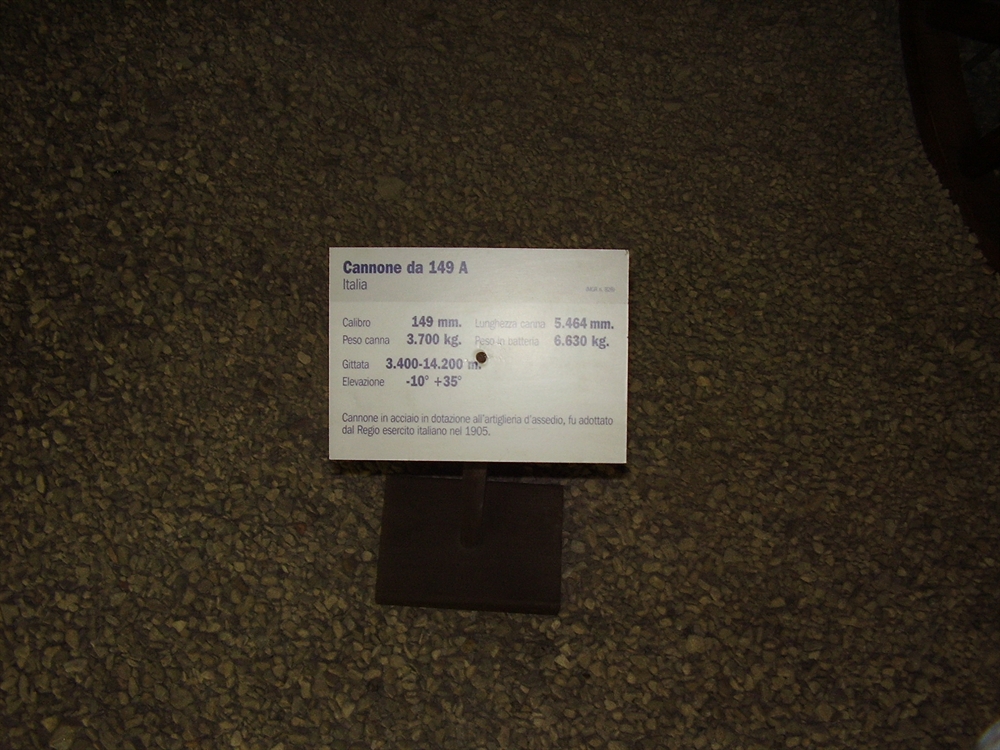 Cannone da 149 A
Italia
Calibro 149 mm. Lunghezza canna 5.464 mm.
Peso canna 3.700 kg. Peso in batteria 6.630 kg.
Gittata 3.400-14.200 m.
Elevazione -10° +35°
Cannone in acciaio in dotazione all'artiglieria d'assedio, fu adottato
dal Regio esercito italiano nel 1905.